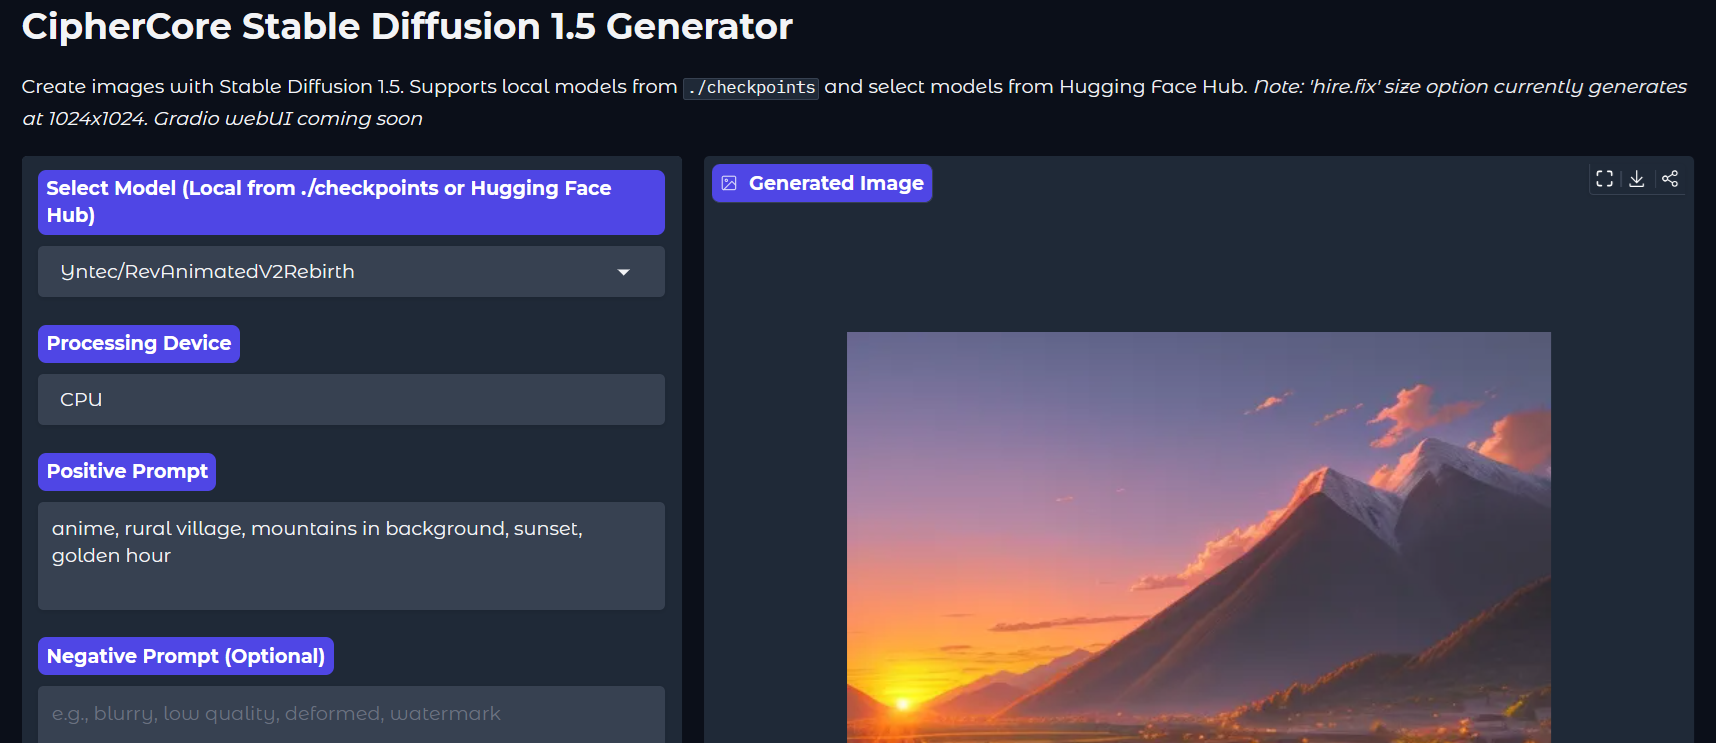 CipherCore Stable Diffusion 1.5 Generator
Create images with Stable Diffusion 1.5. Supports local models from ./checkpoints and select models from Hugging Face Hub. Note: 'hire.fix' size option currently generates
at 1024x1024. Gradio webUI coming soon
Select Model (Local from ./checkpoints or Hugging Face
Hub)
Yntec/RevAnimatedV2Rebirth
Processing Device
CPU
Positive Prompt
anime, rural village, mountains in background, sunset,
golden hour
Negative Prompt (Optional)
e.g., blurry, low quality, deformed, watermark
Generated Image